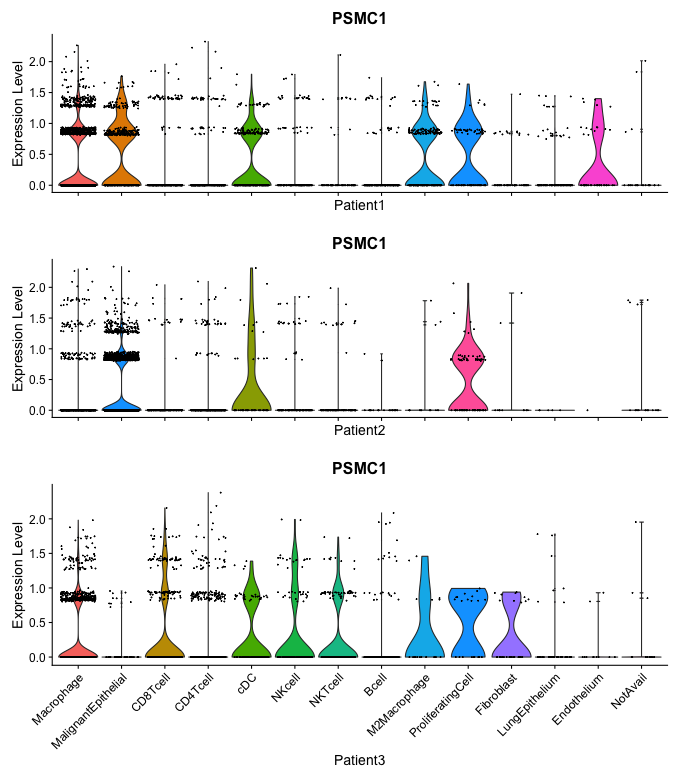 PSMC1
Expression Level
2.0
1.5
1.0
0.5
0.0
Patient1
PSMC1
Expression Level
2.0
1.5
1.0
0.5
0.0
Patient2
PSMC1
Expression Level
2.0
1.5
1.0
0.5
0.0
Macrophage
MalignantEpithelial
CD8Tcell
CD4Tcell
cDC
NKcell
NKTcell
Bcell
M2Macrophage
ProliferatingCell
Fibroblast
LungEpithelium
Endothelium
NotAvail
Patient3